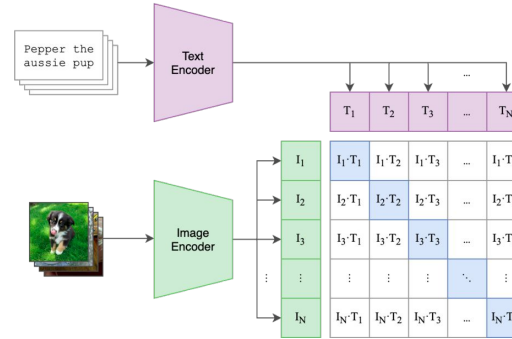 Pepper the
aussie pup
Text
Encoder
...
T1 T2 T3 ... TN
I1 I1·T1 I1·T2 I1·T3 ...
I2 I2·T1 I2·T2 I2·T3 ...
Image
Encoder
I3 I3·T1 I3·T2 I3·T3 ...
⋮ ⋮ ⋮ ⋮ ⋮ ⋱ ⋮
IN IN·T1 IN·T2 IN·T3 ...